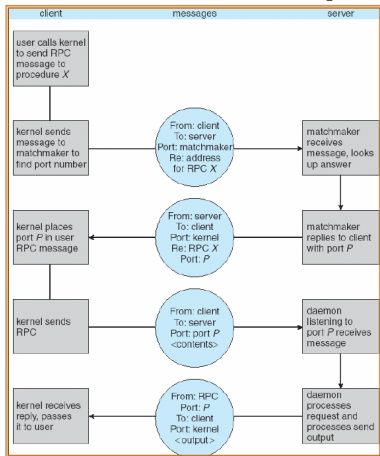 client messages server
user calls kernel
to send RPC
message to
procedure X
kernel sends
message to
matchmaker to
find port number
From: client
To: server
Port: matchmaker
Re: address
for RPC X
matchmaker
receives
message, looks
up answer
kernel places
port P in user
RPC message
From: server
To: client
Port: kernel
Re: RPC X
Port: P
matchmaker
replies to client
with port P
kernel sends
RPC
From: client
To: server
Port: port P
<contents>
daemon
listening to
port P receives
message
kernel receives
reply, passes
it to user
From: RPC
Port: P
To: client
Port: kernel
<output>
daemon
processes
request and
processes send
output